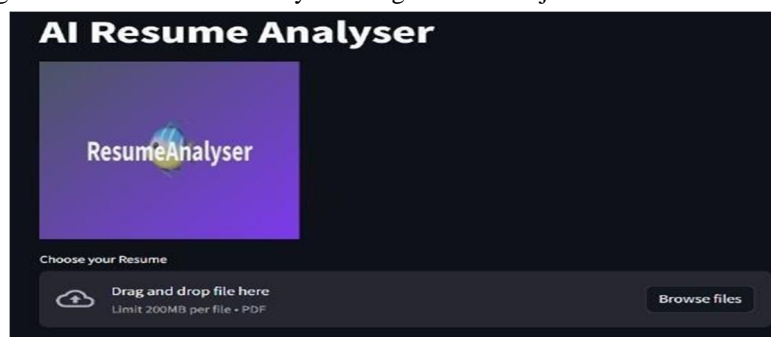 AI Resume Analyser
ResumeAnalyser
Choose your Resume
Drag and drop file here
Limit 200MB per file • PDF
Browse files